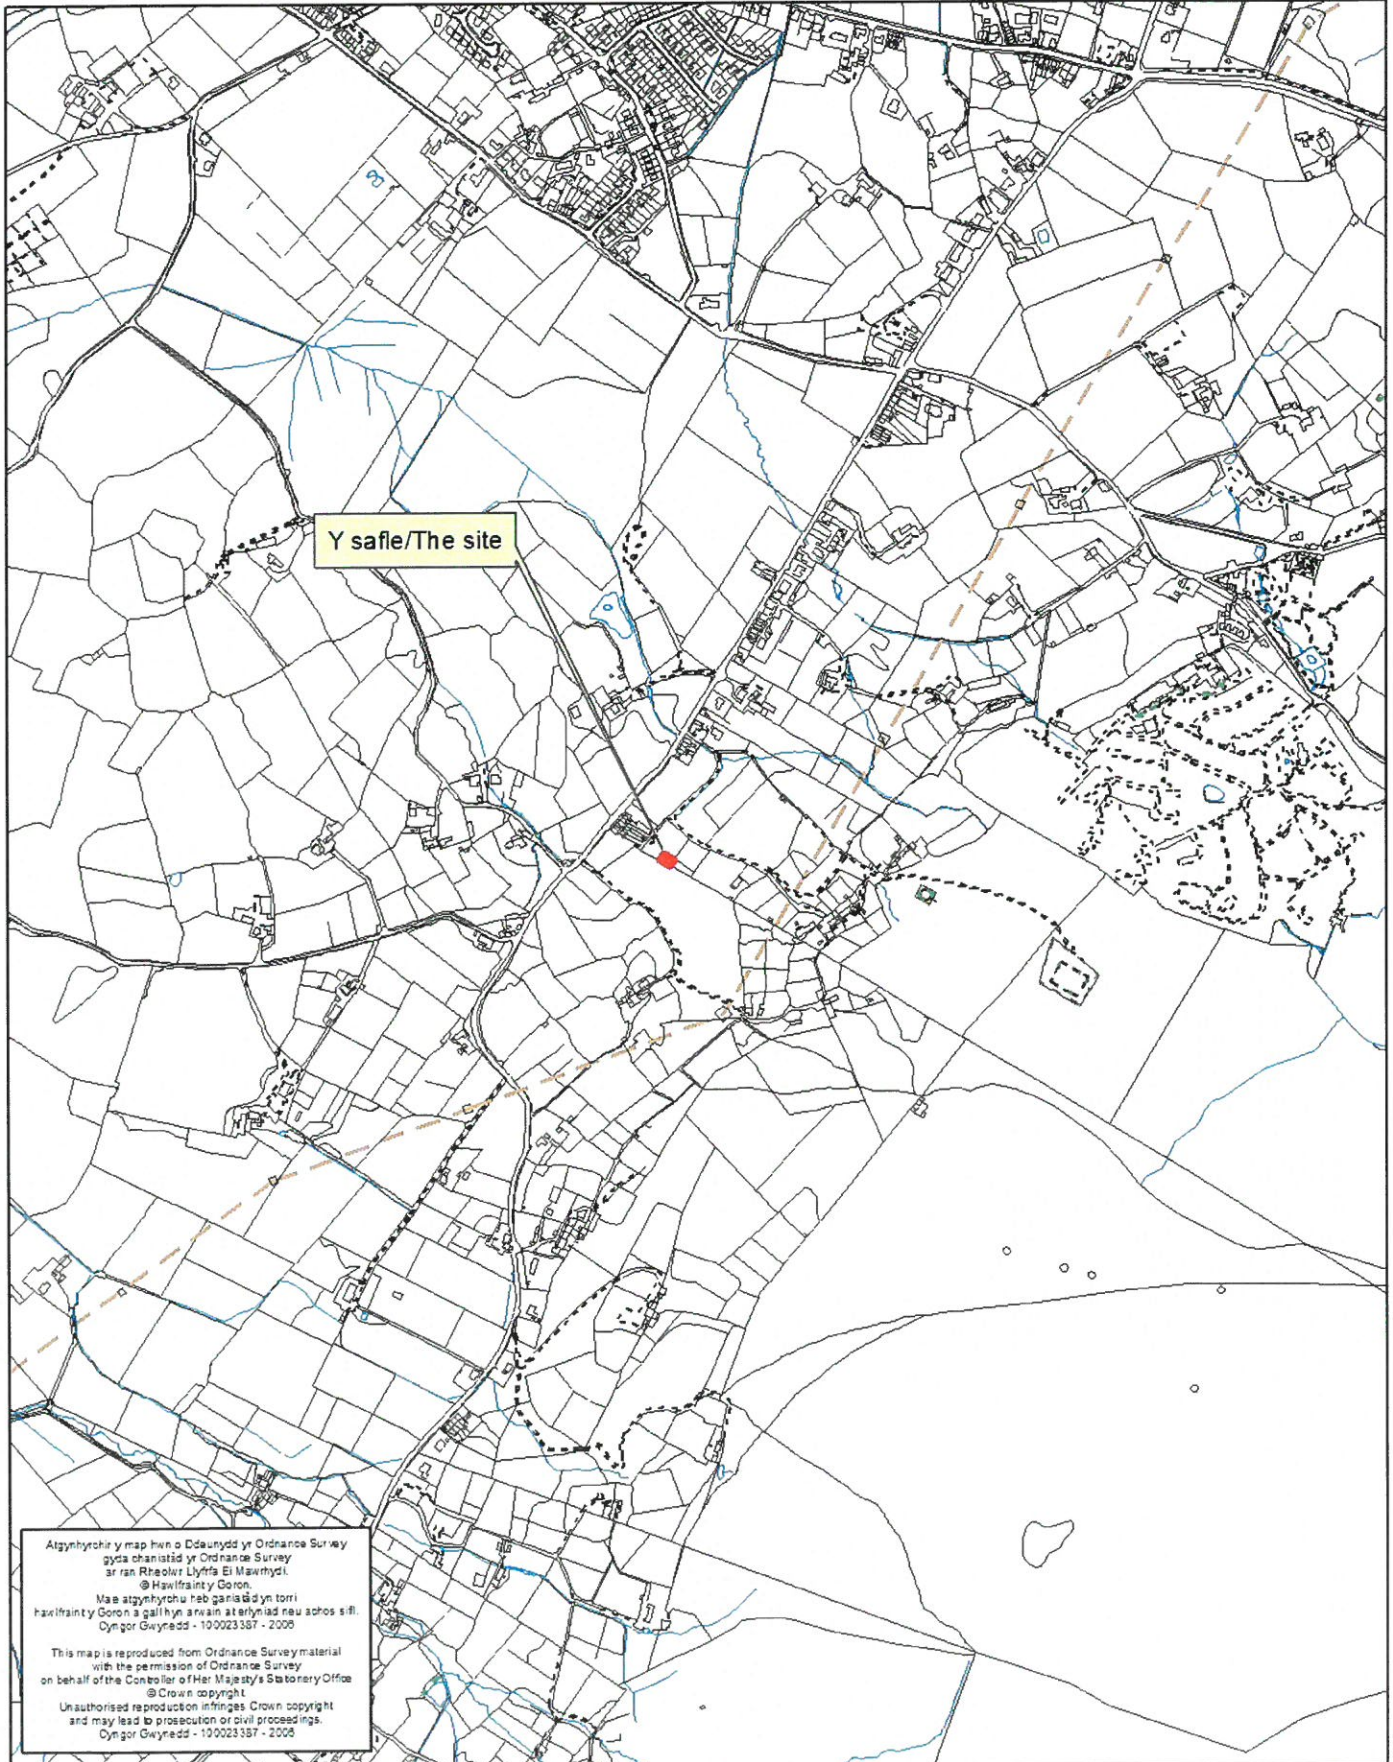 Y safle/The site
Atgynhyrchir y map hwn o Ddeunydd yr Ordnance Survey
gyda chaniatâd yr Ordnance Survey
ar ran Rheolwr Llyfrfa Ei Mawrhydi.
© Hawlfraint y Goron.
Mae atgynhyrchu heb ganiatâd yn torri
hawlfraint y Goron a gall hyn arwain at erlyniad neu achos sifil.
Cyngor Gwynedd - 100023387 - 2006
This map is reproduced from Ordnance Survey material
with the permission of Ordnance Survey
on behalf of the Controller of Her Majesty's Stationery Office
© Crown copyright
Unauthorised reproduction infringes Crown copyright
and may lead to prosecution or civil proceedings.
Cyngor Gwynedd - 100023387 - 2006